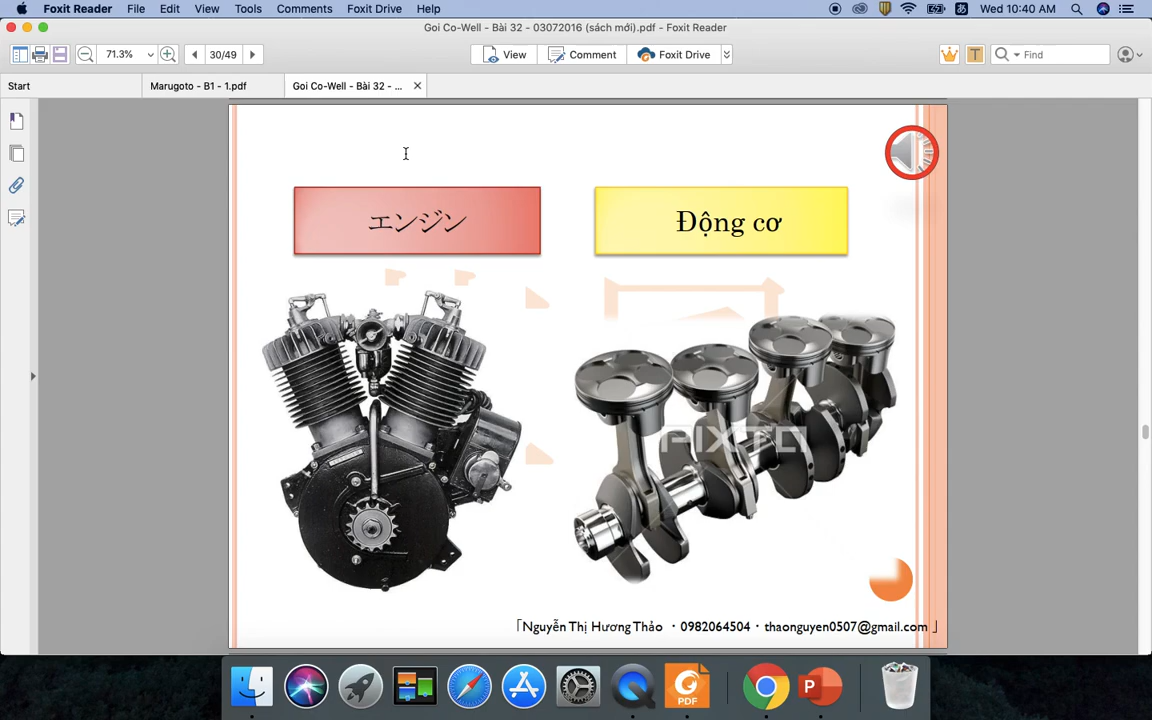 Foxit Reader File Edit View Tools Comments Foxit Drive Help
あ Wed 10:40 AM
Goi Co-Well - Bài 32 - 03072016 (sách mới).pdf - Foxit Reader
71.3% 30/49 View Comment Foxit Drive T Find
Start Marugoto - B1 - 1.pdf Goi Co-Well - Bài 32 - ...
エンジン
Động cơ
PIXTA
「Nguyễn Thị Hương Thảo ・0982064504・ thaonguyen0507@gmail.com 」
PDF
P